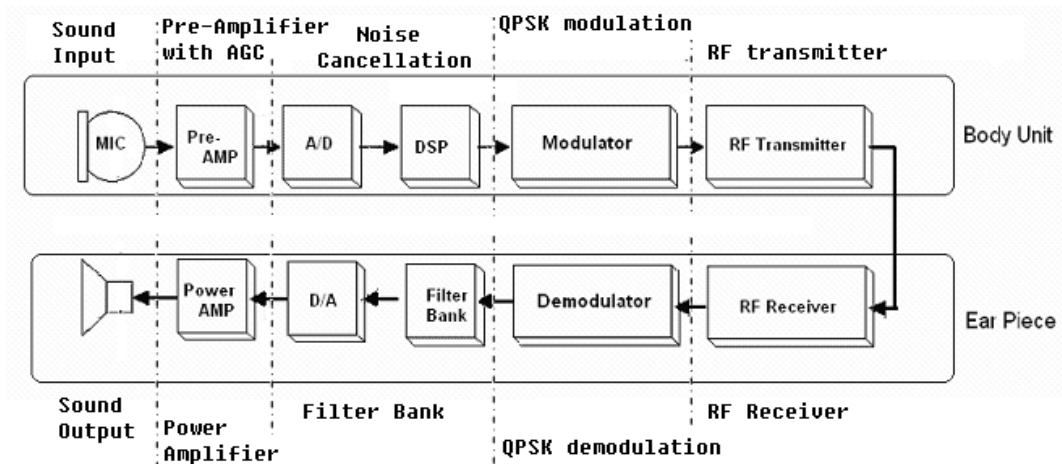 Sound
Input
Pre-Amplifier
with AGC
Noise
Cancellation
QPSK modulation
RF transmitter
MIC
Pre-
AMP
A/D
DSP
Modulator
RF Transmitter
Body Unit
Power
AMP
D/A
Filter
Bank
Demodulator
RF Receiver
Ear Piece
Sound
Output
Power
Amplifier
Filter Bank
QPSK demodulation
RF Receiver